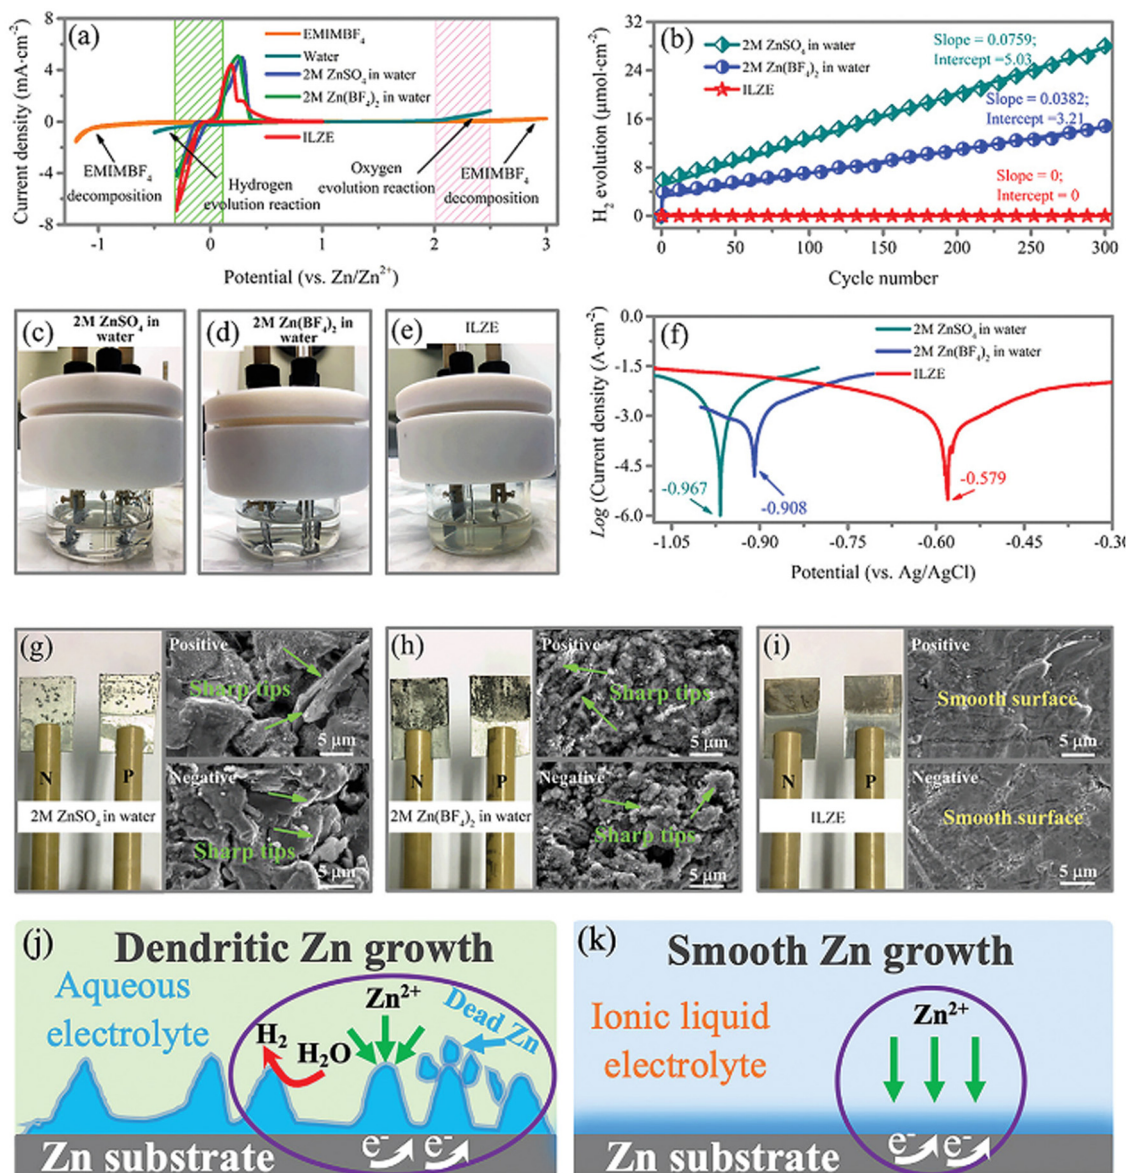 (a)
8
4
0
-4
-8
Current density (mA·cm⁻²)
EMIMBF₄
Water
2M ZnSO₄ in water
2M Zn(BF₄)₂ in water
ILZE
EMIMBF₄
decomposition
Hydrogen
evolution reaction
Oxygen
evolution reaction
EMIMBF₄
decomposition
-1
0
1
2
3
Potential (vs. Zn/Zn²⁺)
(b)
32
24
16
8
0
H₂ evolution (μmol·cm⁻²)
2M ZnSO₄ in water
2M Zn(BF₄)₂ in water
ILZE
Slope = 0.0759;
Intercept =5.03
Slope = 0.0382;
Intercept =3.21
Slope = 0;
Intercept = 0
0
50
100
150
200
250
300
Cycle number
(c)
2M ZnSO₄ in
water
(d)
2M Zn(BF₄)₂ in
water
(e)
ILZE
(f)
0.0
-1.5
-3.0
-4.5
-6.0
Log (Current density (A·cm⁻²)
2M ZnSO₄ in water
2M Zn(BF₄)₂ in water
ILZE
-0.967
-0.908
-0.579
-1.05
-0.90
-0.75
-0.60
-0.45
-0.30
Potential (vs. Ag/AgCl)
(g)
N
P
2M ZnSO₄ in water
Positive
Sharp tips
5 μm
Negative
Sharp tips
5 μm
(h)
N
P
2M Zn(BF₄)₂ in water
Positive
Sharp tips
5 μm
Negative
Sharp tips
5 μm
(i)
N
P
ILZE
Positive
Smooth surface
5 μm
Negative
Smooth surface
5 μm
(j)
Dendritic Zn growth
Aqueous
electrolyte
Zn²⁺
Dead Zn
H₂
H₂O
e⁻
e⁻
Zn substrate
(k)
Smooth Zn growth
Zn²⁺
Ionic liquid
electrolyte
e⁻
e⁻
Zn substrate